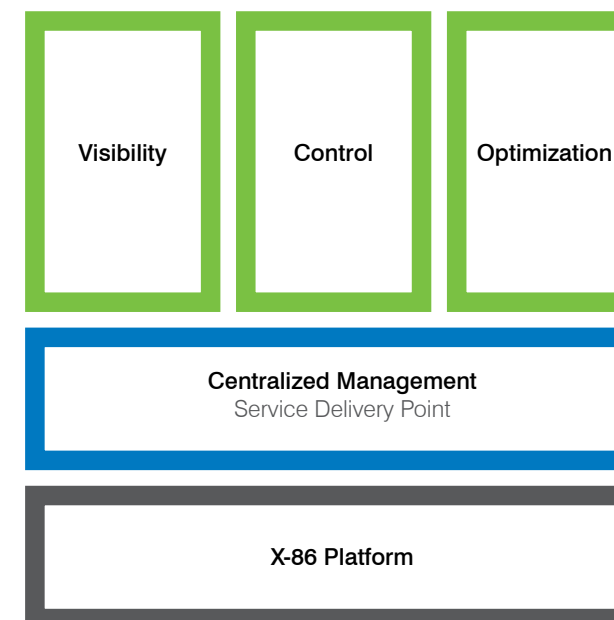 Visibility
Control
Optimization
Centralized Management
Service Delivery Point
X-86 Platform